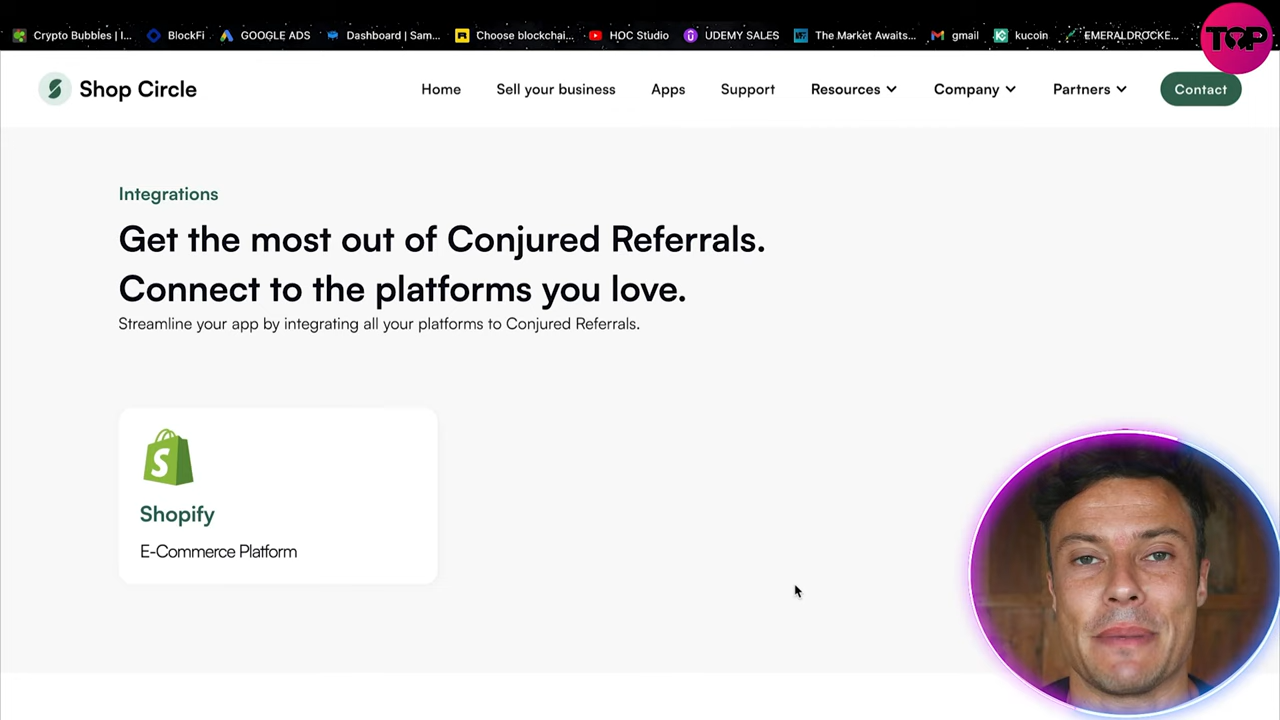 Crypto Bubbles | I...
BlockFi
GOOGLE ADS
Dashboard | Sam...
Choose blockchai...
HOC Studio
UDEMY SALES
The Market Awaits...
gmail
kucoin
EMERALDROCKE...
TOP
Shop Circle
Home
Sell your business
Apps
Support
Resources
Company
Partners
Contact
Integrations
Get the most out of Conjured Referrals.
Connect to the platforms you love.
Streamline your app by integrating all your platforms to Conjured Referrals.
Shopify
E-Commerce Platform